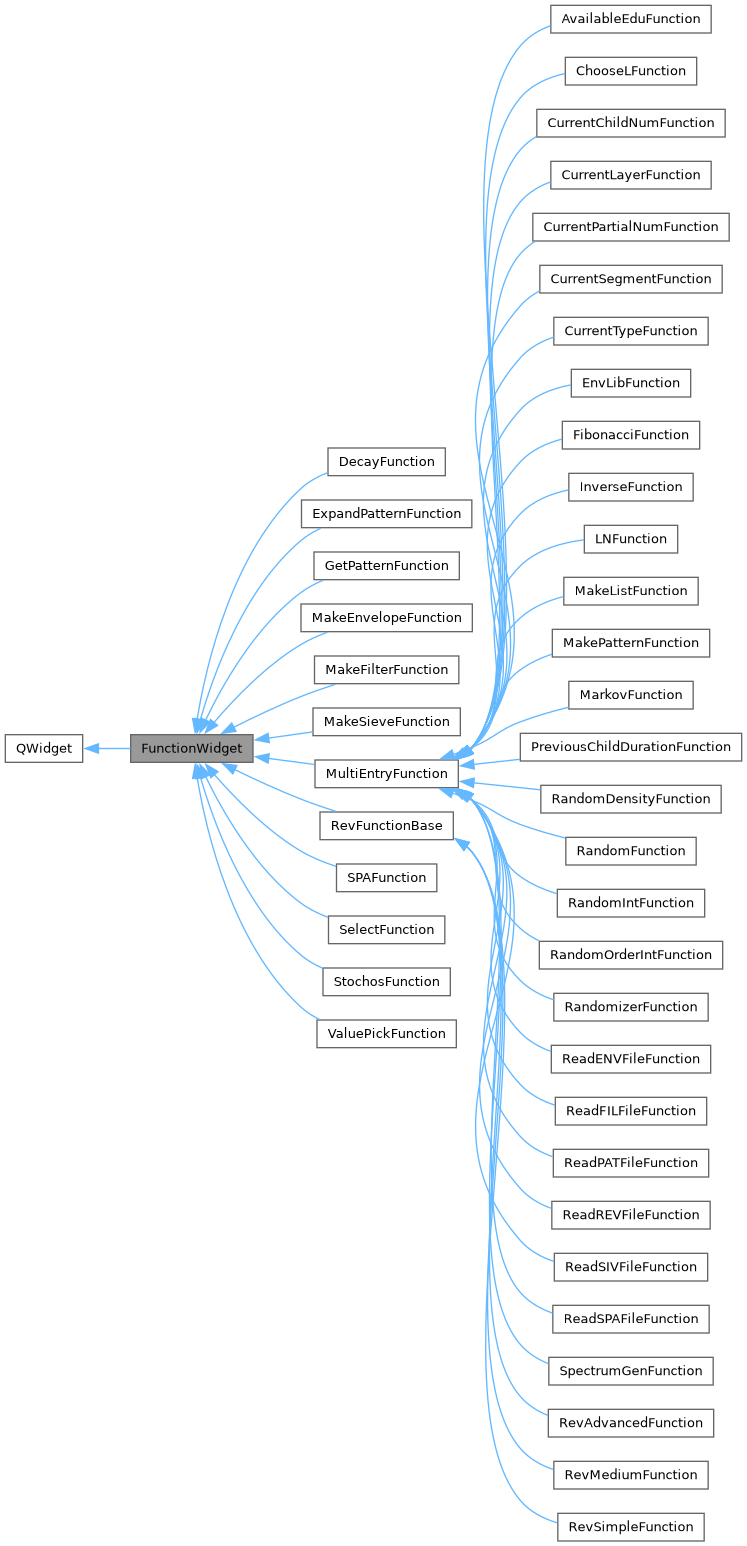 QWidget
FunctionWidget
DecayFunction
ExpandPatternFunction
GetPatternFunction
MakeEnvelopeFunction
MakeFilterFunction
MakeSieveFunction
MultiEntryFunction
RevFunctionBase
SPAFunction
SelectFunction
StochosFunction
ValuePickFunction
AvailableEduFunction
ChooseLFunction
CurrentChildNumFunction
CurrentLayerFunction
CurrentPartialNumFunction
CurrentSegmentFunction
CurrentTypeFunction
EnvLibFunction
FibonacciFunction
InverseFunction
LNFunction
MakeListFunction
MakePatternFunction
MarkovFunction
PreviousChildDurationFunction
RandomDensityFunction
RandomFunction
RandomIntFunction
RandomOrderIntFunction
RandomizerFunction
ReadENVFileFunction
ReadFILFileFunction
ReadPATFileFunction
ReadREVFileFunction
ReadSIVFileFunction
ReadSPAFileFunction
SpectrumGenFunction
RevAdvancedFunction
RevMediumFunction
RevSimpleFunction